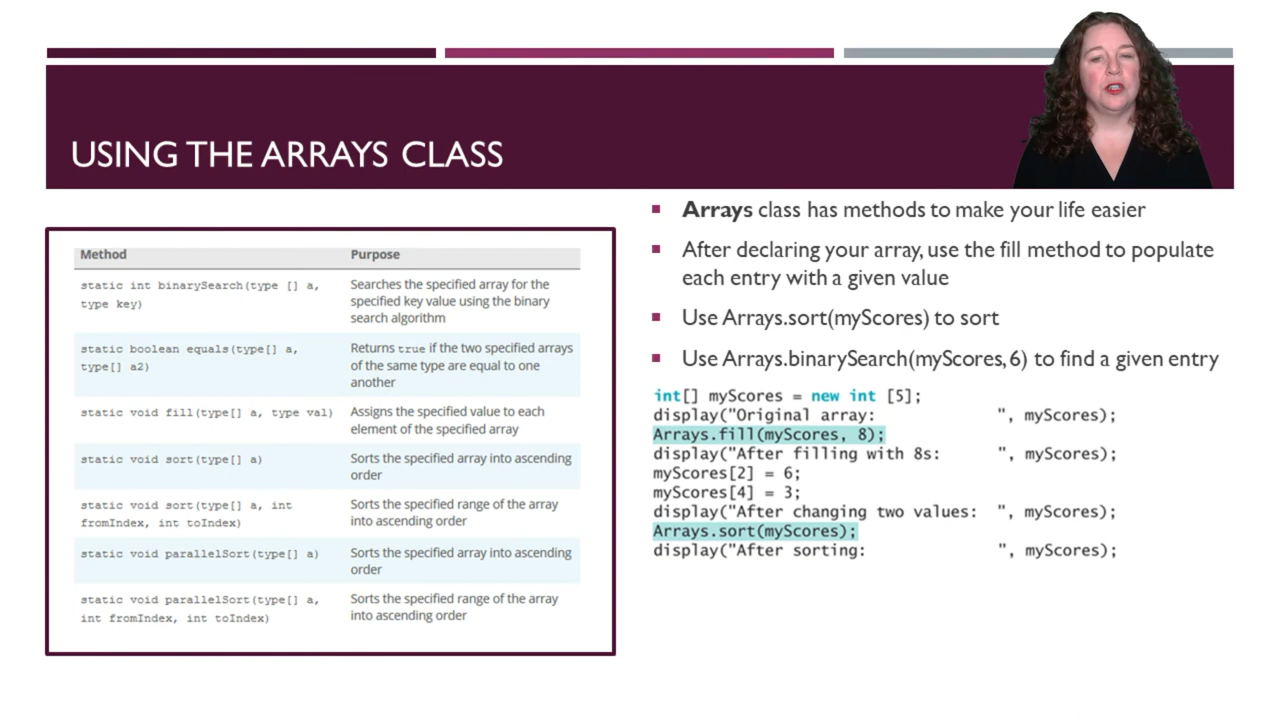 USING THE ARRAYS CLASS
Method Purpose
static int binarySearch(type [] a, Searches the specified array for the
type key) specified key value using the binary
search algorithm
static boolean equals(type[] a, Returns true if the two specified arrays
type[] a2) of the same type are equal to one
another
static void fill(type[] a, type val) Assigns the specified value to each
element of the specified array
static void sort(type[] a) Sorts the specified array into ascending
order
static void sort(type[] a, int Sorts the specified range of the array
fromIndex, int toIndex) into ascending order
static void parallelSort(type[] a) Sorts the specified array into ascending
order
static void parallelSort(type[] a, Sorts the specified range of the array
int fromIndex, int toIndex) into ascending order
▪ Arrays class has methods to make your life easier
▪ After declaring your array, use the fill method to populate
each entry with a given value
▪ Use Arrays.sort(myScores) to sort
▪ Use Arrays.binarySearch(myScores, 6) to find a given entry
int[] myScores = new int [5];
display("Original array: ", myScores);
Arrays.fill(myScores, 8);
display("After filling with 8s: ", myScores);
myScores[2] = 6;
myScores[4] = 3;
display("After changing two values: ", myScores);
Arrays.sort(myScores);
display("After sorting: ", myScores);